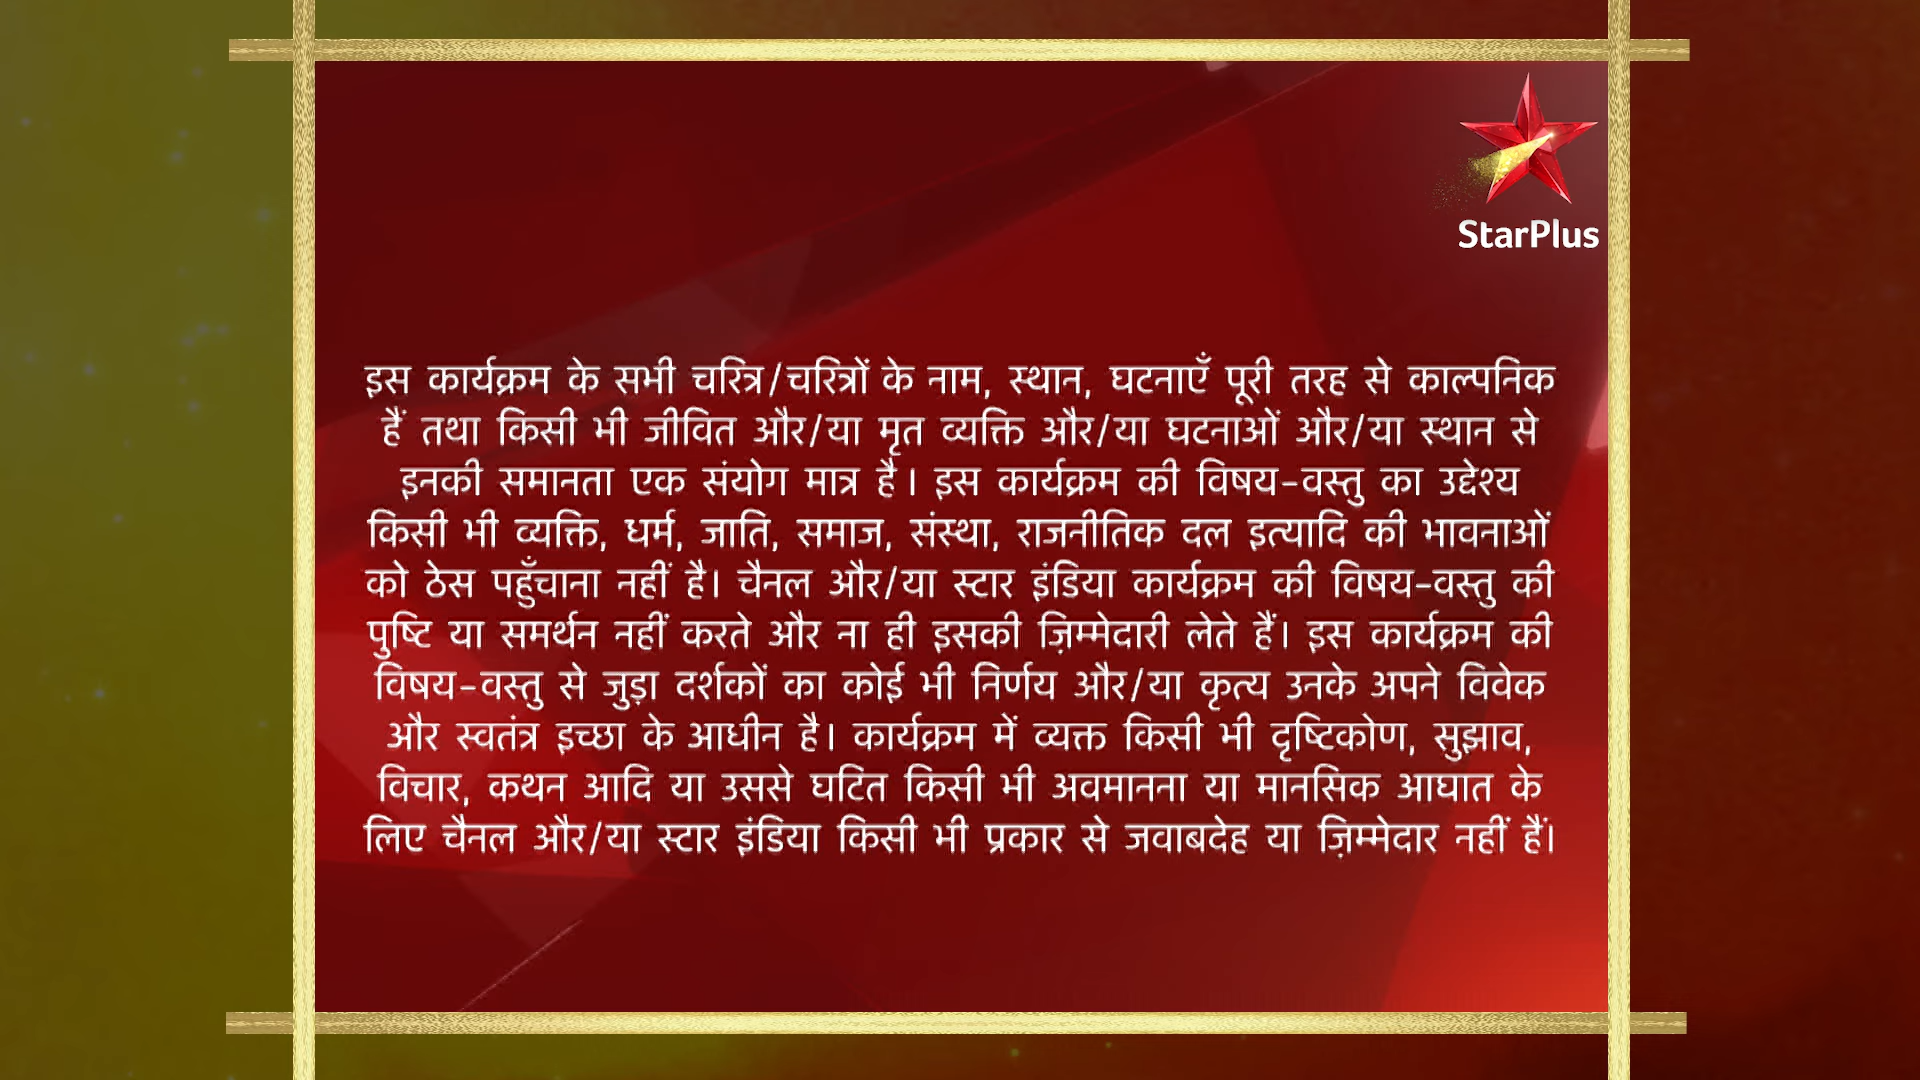 StarPlus
इस कार्यक्रम के सभी चरित्र/चरित्रों के नाम, स्थान, घटनाएँ पूरी तरह से काल्पनिक
हैं तथा किसी भी जीवित और/या मृत व्यक्ति और/या घटनाओं और/या स्थान से
इनकी समानता एक संयोग मात्र है। इस कार्यक्रम की विषय-वस्तु का उद्देश्य
किसी भी व्यक्ति, धर्म, जाति, समाज, संस्था, राजनीतिक दल इत्यादि की भावनाओं
को ठेस पहुँचाना नहीं है। चैनल और/या स्टार इंडिया कार्यक्रम की विषय-वस्तु की
पुष्टि या समर्थन नहीं करते और ना ही इसकी ज़िम्मेदारी लेते हैं। इस कार्यक्रम की
विषय-वस्तु से जुड़ा दर्शकों का कोई भी निर्णय और/या कृत्य उनके अपने विवेक
और स्वतंत्र इच्छा के आधीन है। कार्यक्रम में व्यक्त किसी भी दृष्टिकोण, सुझाव,
विचार, कथन आदि या उससे घटित किसी भी अवमानना या मानसिक आघात के
लिए चैनल और/या स्टार इंडिया किसी भी प्रकार से जवाबदेह या ज़िम्मेदार नहीं हैं।